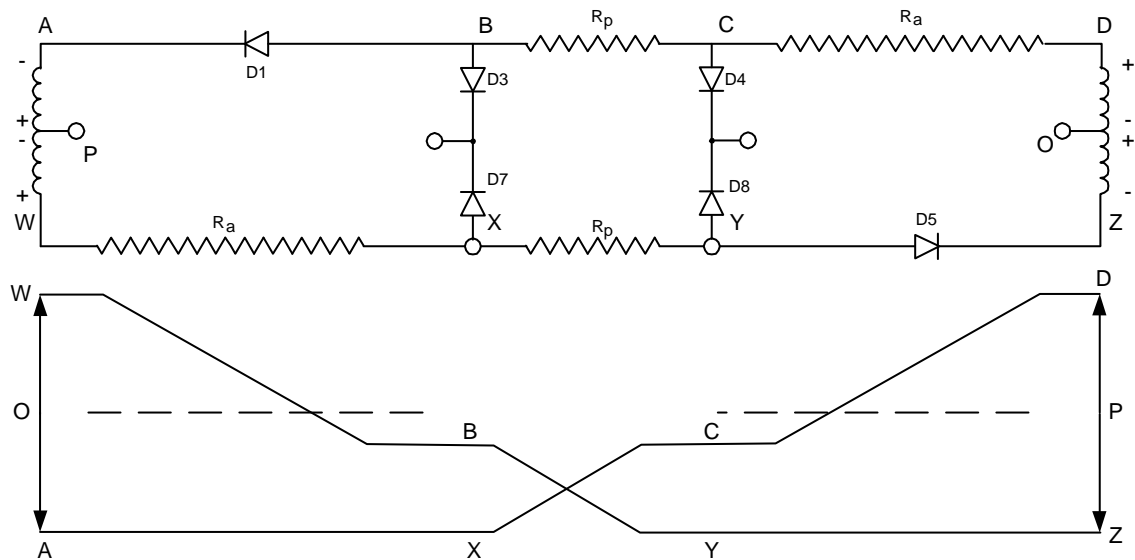 A B Rp C Ra D
D1 D3 D4
- +
+ - P O - +
+ -
D7 D8
W Ra X Rp Y D5 Z
W D
O B C P
A X Y Z